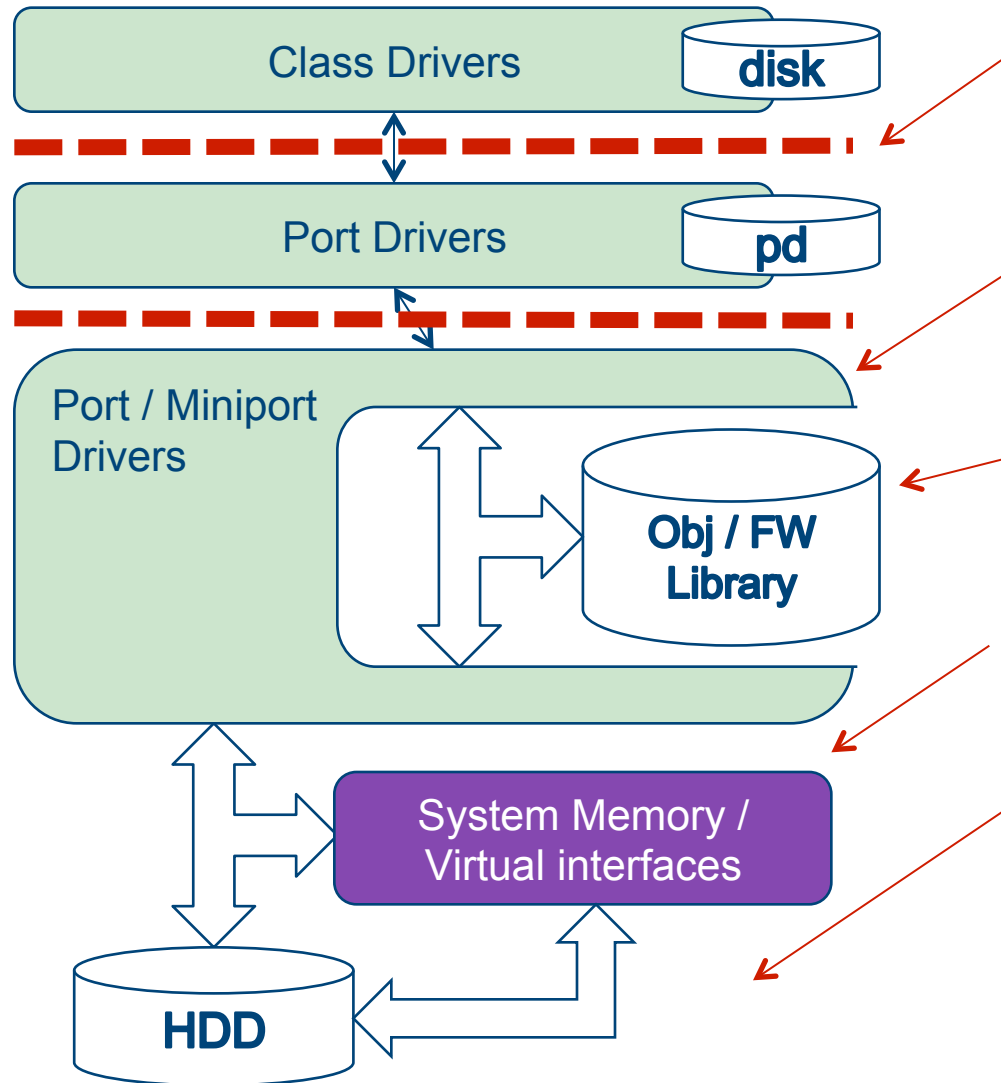 Class Drivers
disk
Port Drivers
pd
Port / Miniport
Drivers
Obj / FW
Library
System Memory /
Virtual interfaces
HDD